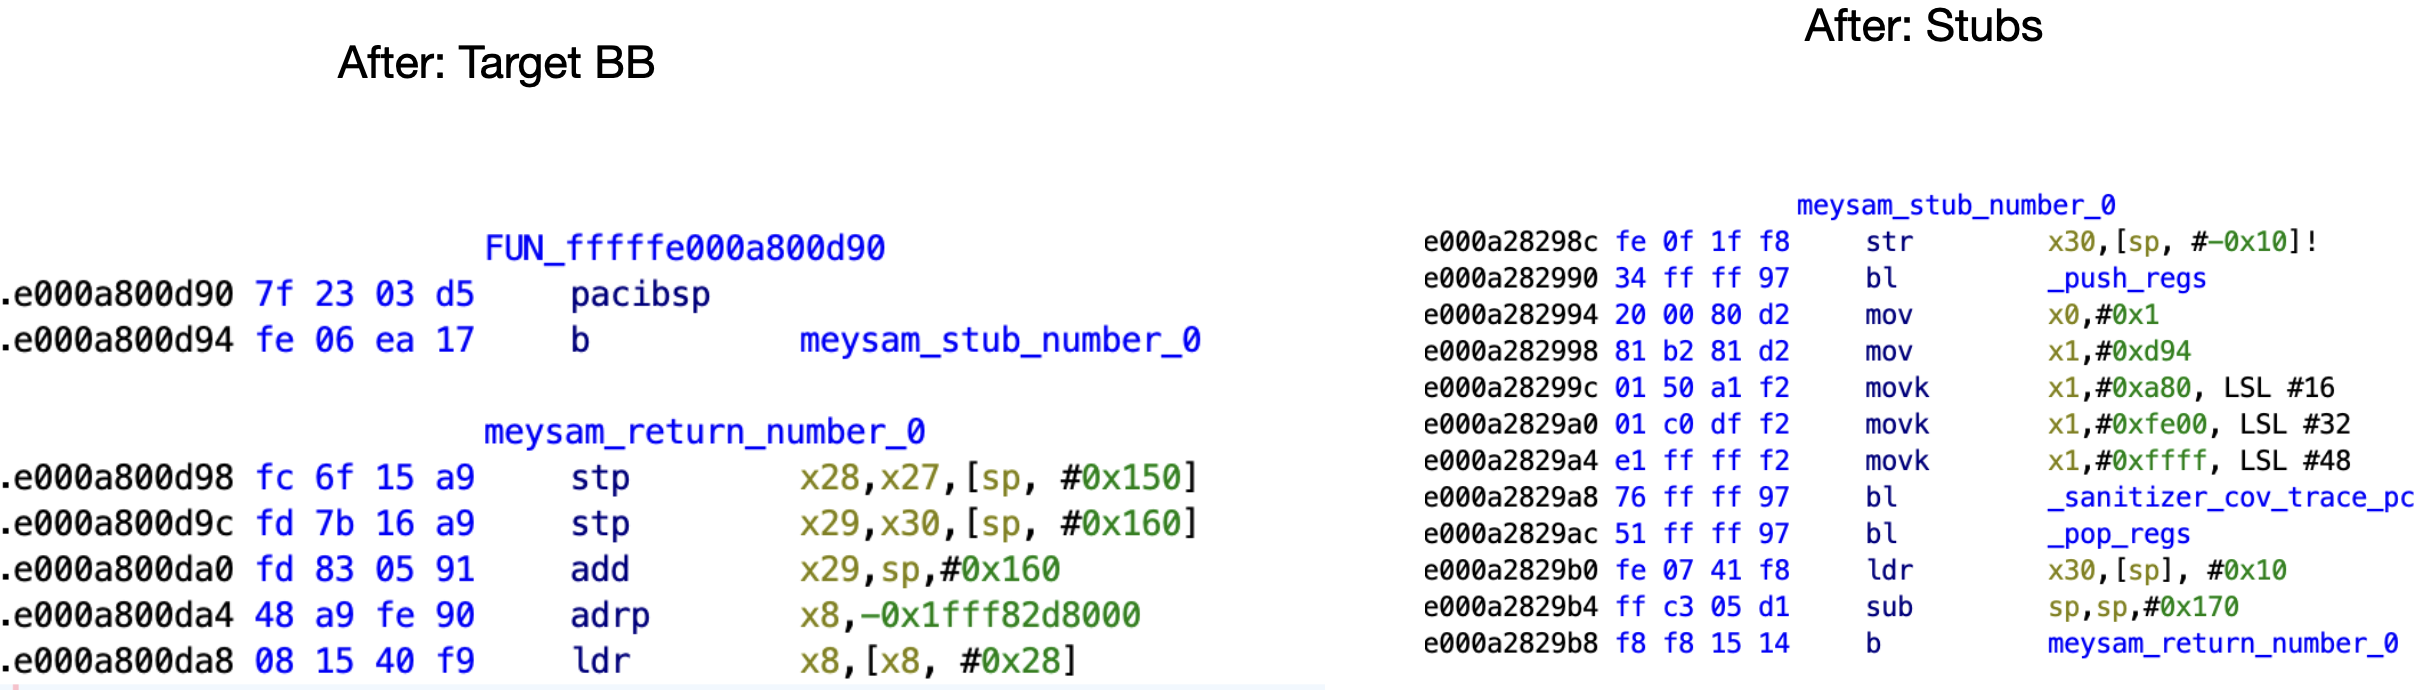 After: Target BB
FUN_fffffe000a800d90
.e000a800d90 7f 23 03 d5 pacibsp
.e000a800d94 fe 06 ea 17 b meysam_stub_number_0
meysam_return_number_0
.e000a800d98 fc 6f 15 a9 stp x28,x27,[sp, #0x150]
.e000a800d9c fd 7b 16 a9 stp x29,x30,[sp, #0x160]
.e000a800da0 fd 83 05 91 add x29,sp,#0x160
.e000a800da4 48 a9 fe 90 adrp x8,-0x1fff82d8000
.e000a800da8 08 15 40 f9 ldr x8,[x8, #0x28]
After: Stubs
meysam_stub_number_0
e000a28298c fe 0f 1f f8 str x30,[sp, #-0x10]!
e000a282990 34 ff ff 97 bl _push_regs
e000a282994 20 00 80 d2 mov x0,#0x1
e000a282998 81 b2 81 d2 mov x1,#0xd94
e000a28299c 01 50 a1 f2 movk x1,#0xa80, LSL #16
e000a2829a0 01 c0 df f2 movk x1,#0xfe00, LSL #32
e000a2829a4 e1 ff ff f2 movk x1,#0xffff, LSL #48
e000a2829a8 76 ff ff 97 bl _sanitizer_cov_trace_pc
e000a2829ac 51 ff ff 97 bl _pop_regs
e000a2829b0 fe 07 41 f8 ldr x30,[sp], #0x10
e000a2829b4 ff c3 05 d1 sub sp,sp,#0x170
e000a2829b8 f8 f8 15 14 b meysam_return_number_0